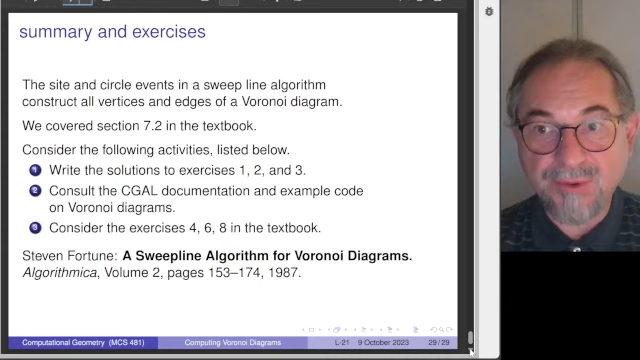 summary and exercises
The site and circle events in a sweep line algorithm
construct all vertices and edges of a Voronoi diagram.
We covered section 7.2 in the textbook.
Consider the following activities, listed below.
1 Write the solutions to exercises 1, 2, and 3.
2 Consult the CGAL documentation and example code
on Voronoi diagrams.
3 Consider the exercises 4, 6, 8 in the textbook.
Steven Fortune: A Sweepline Algorithm for Voronoi Diagrams.
Algorithmica, Volume 2, pages 153–174, 1987.
Computational Geometry (MCS 481) Computing Voronoi Diagrams L-21 9 October 2023 29 / 29